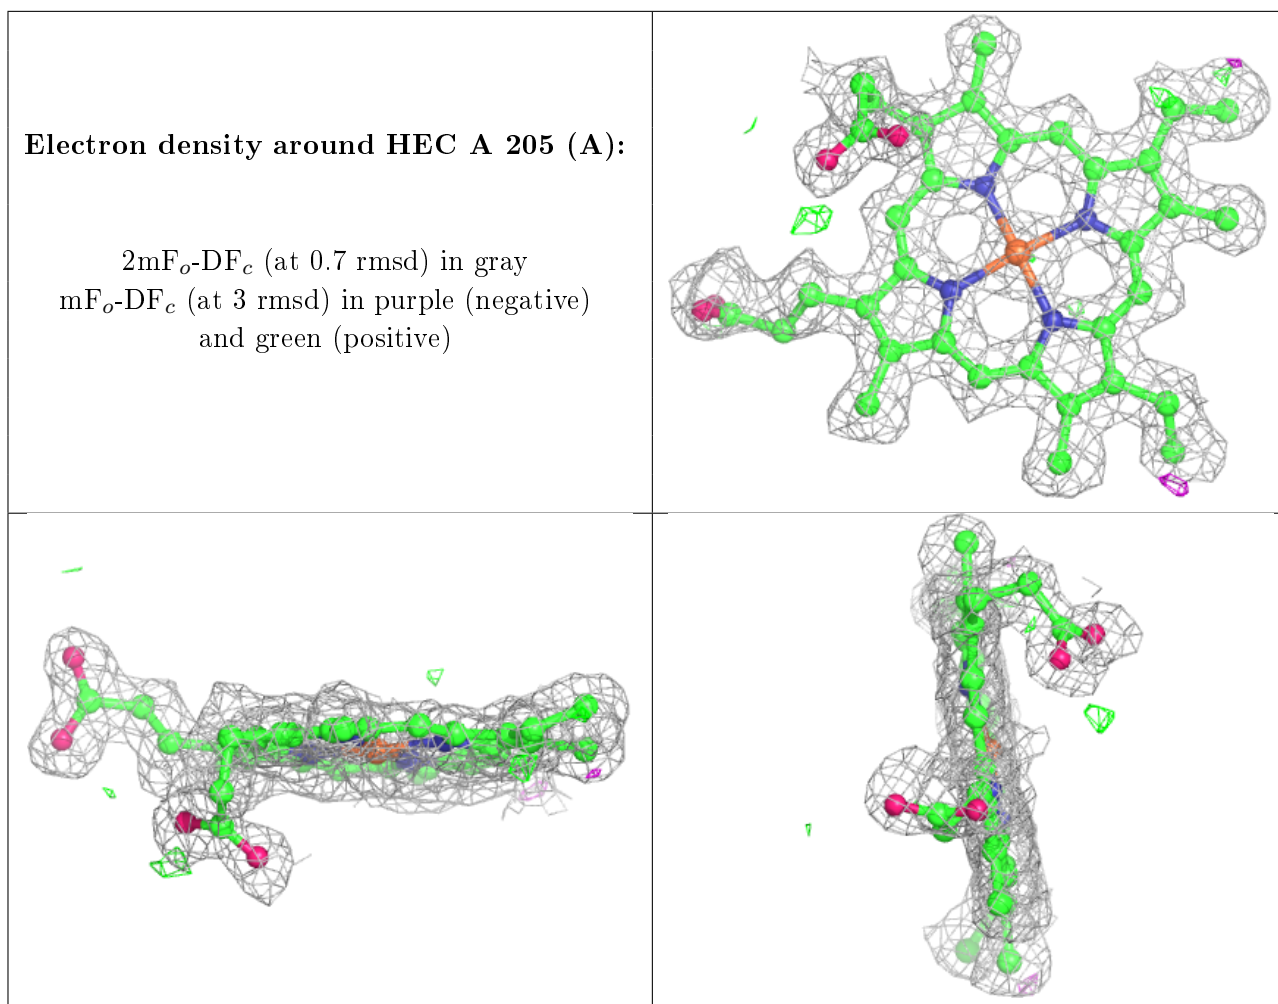 Electron density around HEC A 205 (A):
2mFₒ-DF𝑐 (at 0.7 rmsd) in gray
mFₒ-DF𝑐 (at 3 rmsd) in purple (negative)
and green (positive)